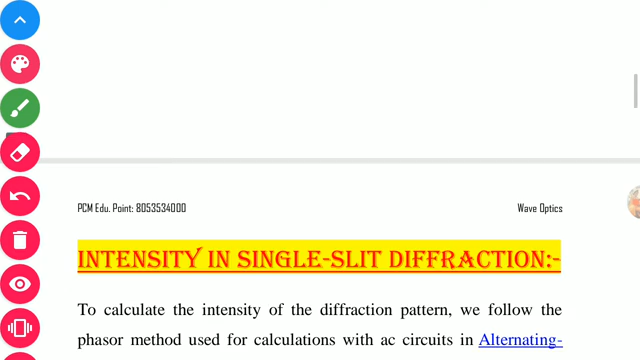 PCM Edu. Point: 8053534000 Wave Optics
INTENSITY IN SINGLE-SLIT DIFFRACTION:-
To calculate the intensity of the diffraction pattern, we follow the
phasor method used for calculations with ac circuits in Alternating-